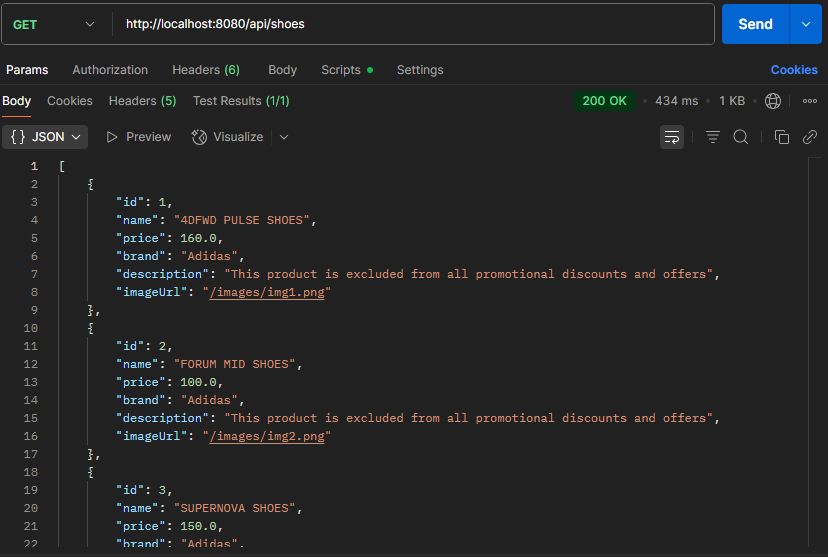 GET http://localhost:8080/api/shoes Send
Params Authorization Headers (6) Body Scripts Settings Cookies
Body Cookies Headers (5) Test Results (1/1) 200 OK • 434 ms • 1 KB
{} JSON Preview Visualize
1 [
2 {
3 "id": 1,
4 "name": "4DFWD PULSE SHOES",
5 "price": 160.0,
6 "brand": "Adidas",
7 "description": "This product is excluded from all promotional discounts and offers",
8 "imageUrl": "/images/img1.png"
9 },
10 {
11 "id": 2,
12 "name": "FORUM MID SHOES",
13 "price": 100.0,
14 "brand": "Adidas",
15 "description": "This product is excluded from all promotional discounts and offers",
16 "imageUrl": "/images/img2.png"
17 },
18 {
19 "id": 3,
20 "name": "SUPERNOVA SHOES",
21 "price": 150.0,
22 "brand": "Adidas",